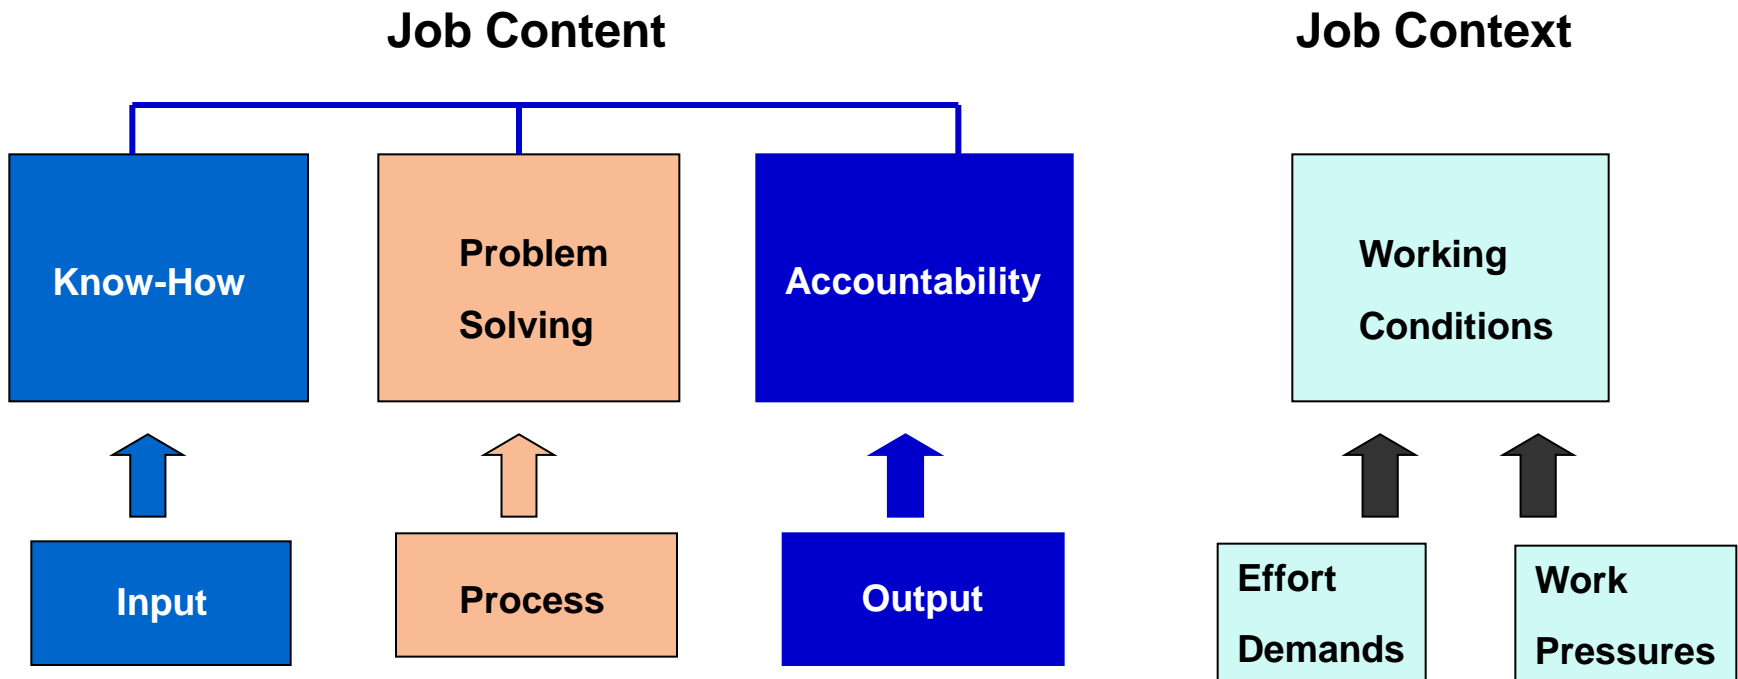 Job Content
Job Context
Know-How
Problem
Solving
Accountability
Working
Conditions
Input
Process
Output
Effort
Demands
Work
Pressures